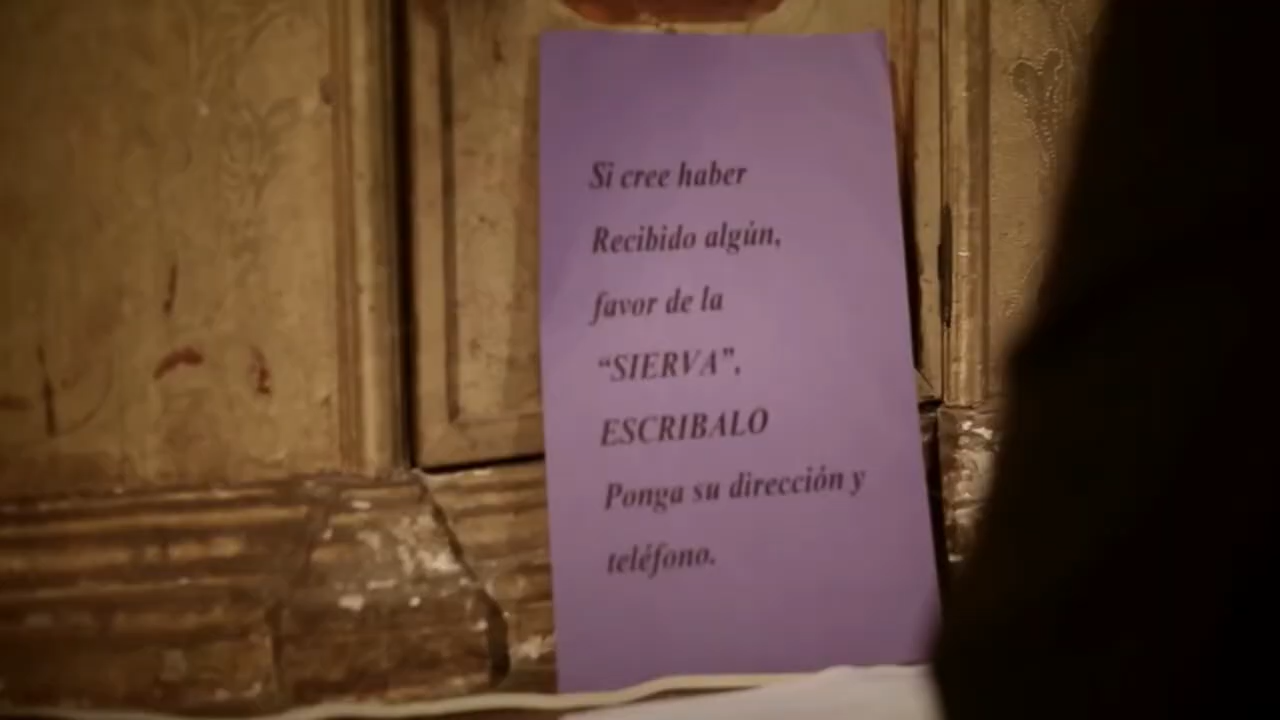 Si cree haber
Recibido algún,
favor de la
“SIERVA”,
ESCRIBALO
Ponga su dirección y
teléfono.